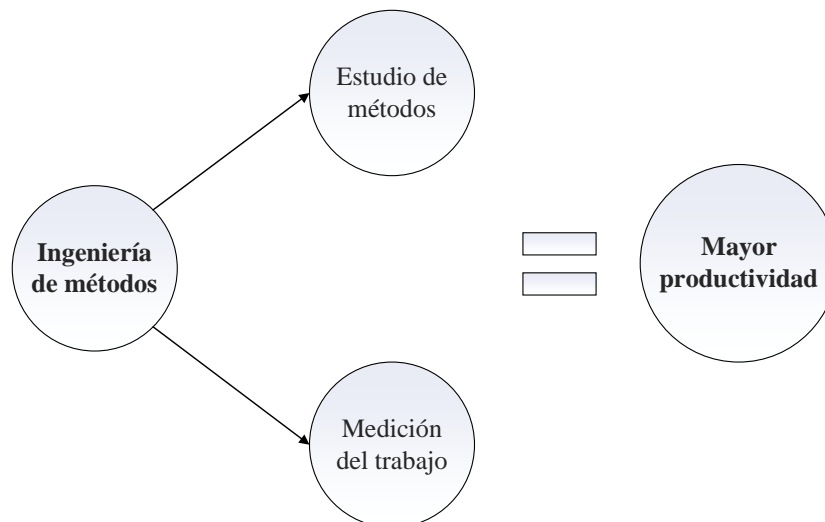 Estudio de
métodos
Ingeniería
de métodos
Mayor
productividad
Medición
del trabajo